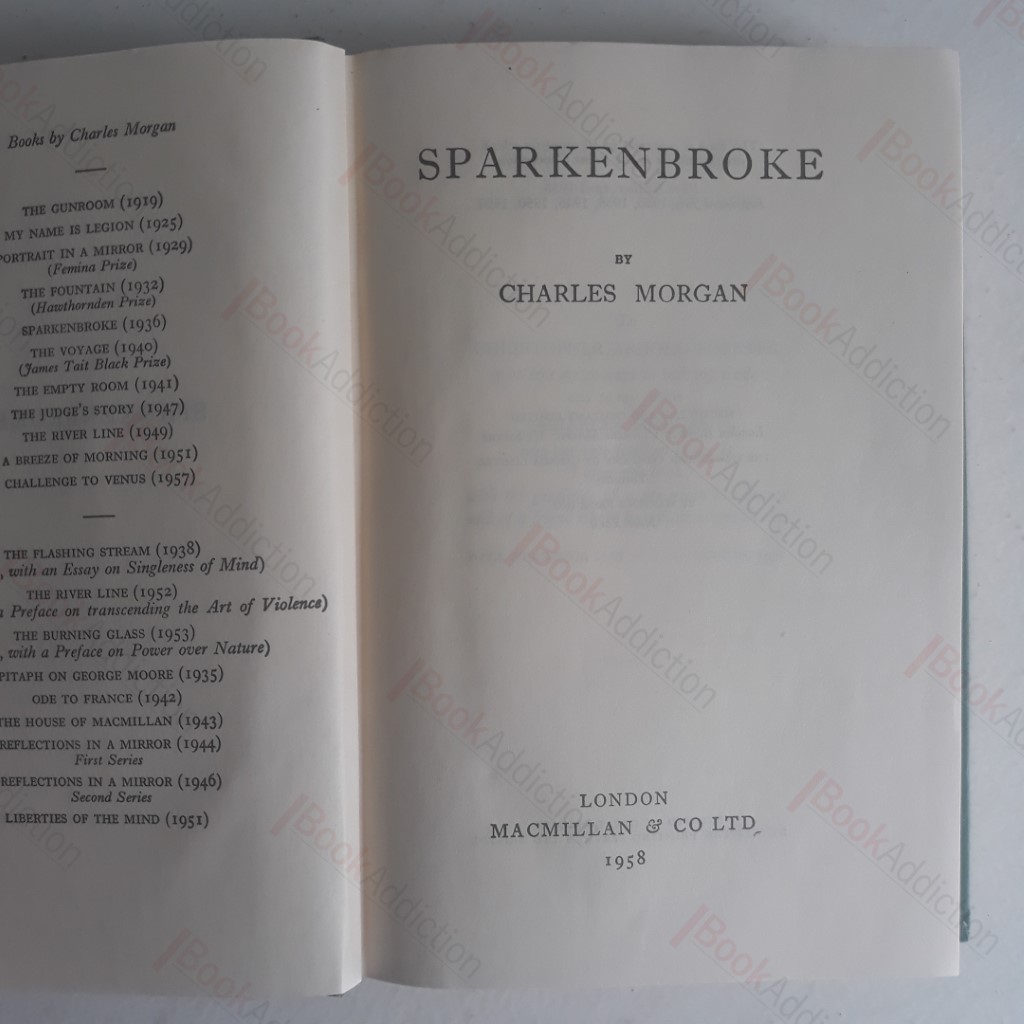 Books by Charles Morgan
THE GUNROOM (1919)
MY NAME IS LEGION (1925)
PORTRAIT IN A MIRROR (1929)
(Femina Prize)
THE FOUNTAIN (1932)
(Hawthornden Prize)
SPARKENBROKE (1936)
THE VOYAGE (1940)
(James Tait Black Prize)
THE EMPTY ROOM (1941)
THE JUDGE'S STORY (1947)
THE RIVER LINE (1949)
A BREEZE OF MORNING (1951)
CHALLENGE TO VENUS (1957)
THE FLASHING STREAM (1938)
, with an Essay on Singleness of Mind)
THE RIVER LINE (1952)
a Preface on transcending the Art of Violence)
THE BURNING GLASS (1953)
, with a Preface on Power over Nature)
PITAPH ON GEORGE MOORE (1935)
ODE TO FRANCE (1942)
THE HOUSE OF MACMILLAN (1943)
REFLECTIONS IN A MIRROR (1944)
First Series
REFLECTIONS IN A MIRROR (1946)
Second Series
LIBERTIES OF THE MIND (1951)
SPARKENBROKE
BY
CHARLES MORGAN
LONDON
MACMILLAN & CO LTD
1958
BookAddiction